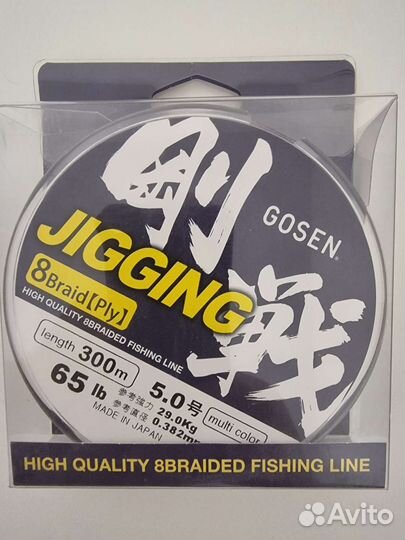 剛戦
GOSEN
JIGGING
8Braid【Ply】
HIGH QUALITY 8BRAIDED FISHING LINE
length 300m
5.0号
multi color
65 lb
参考強力 29.0Kg
参考直径 0.382mm
MADE IN JAPAN
HIGH QUALITY 8BRAIDED FISHING LINE
Avito